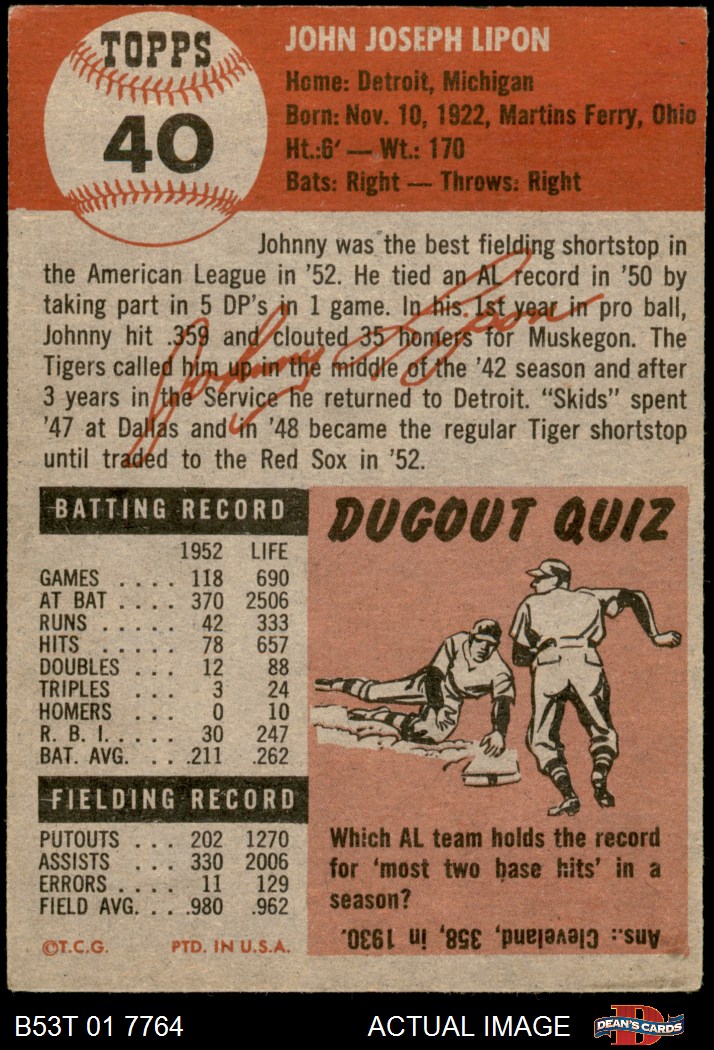 TOPPS
40
JOHN JOSEPH LIPON
Home: Detroit, Michigan
Born: Nov. 10, 1922, Martins Ferry, Ohio
Ht.:6' — Wt.: 170
Bats: Right — Throws: Right
Johnny was the best fielding shortstop in
the American League in '52. He tied an AL record in '50 by
taking part in 5 DP's in 1 game. In his 1st year in pro ball,
Johnny hit .359 and clouted 35 homers for Muskegon. The
Tigers called him up in the middle of the '42 season and after
3 years in the Service he returned to Detroit. "Skids" spent
'47 at Dallas and in '48 became the regular Tiger shortstop
until traded to the Red Sox in '52.
Johnny Lipon
BATTING RECORD
1952 LIFE
GAMES .... 118 690
AT BAT .... 370 2506
RUNS ..... 42 333
HITS ..... 78 657
DOUBLES ... 12 88
TRIPLES ... 3 24
HOMERS ... 0 10
R. B. I. .... 30 247
BAT. AVG. ... .211 .262
FIELDING RECORD
PUTOUTS ... 202 1270
ASSISTS ... 330 2006
ERRORS .... 11 129
FIELD AVG. ... .980 .962
©T.C.G. PTD. IN U.S.A.
DUGOUT QUIZ
Which AL team holds the record
for 'most two base hits' in a
season?
Ans.: Cleveland, 358, in 1930.
B53T 01 7764 ACTUAL IMAGE
DEAN'S CARDS